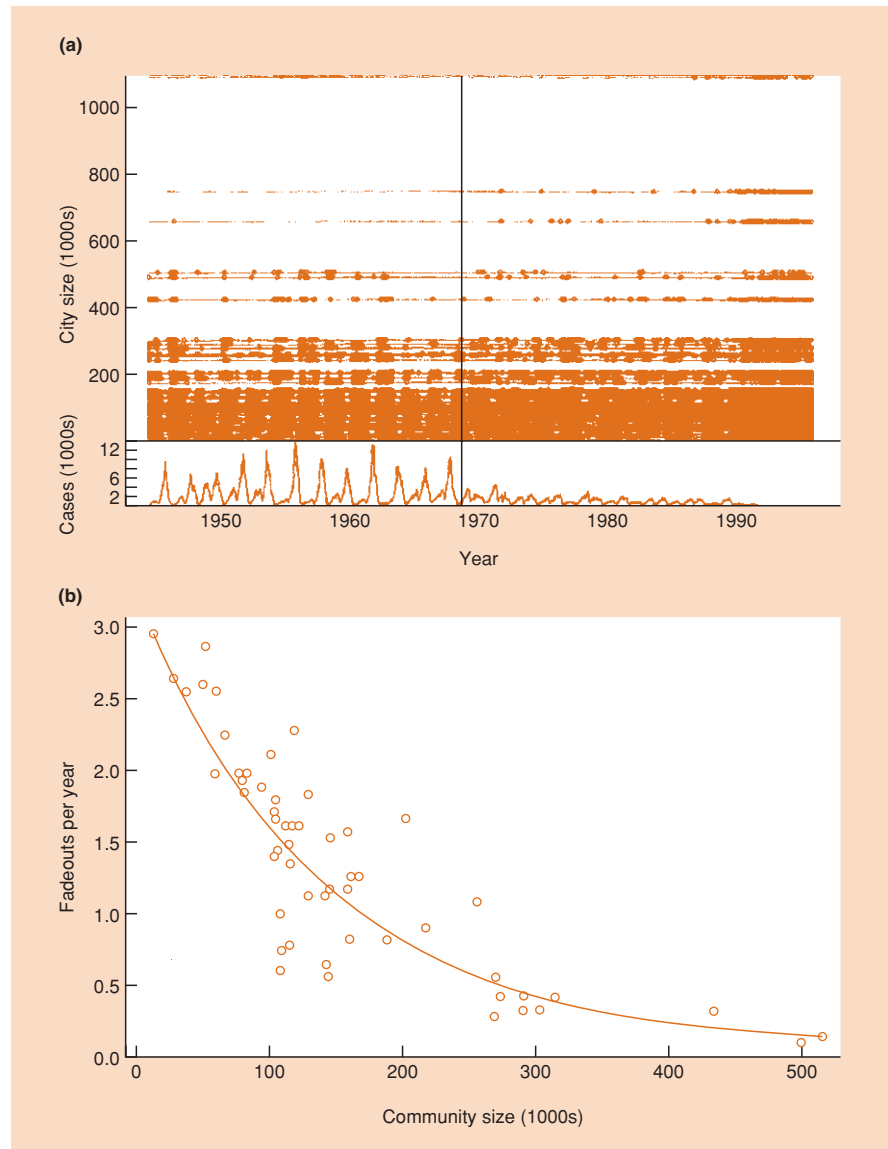 (a)
1000
800
600
400
200
City size (1000s)
12
6
2
Cases (1000s)
1950 1960 1970 1980 1990
Year
(b)
3.0
2.5
2.0
1.5
1.0
0.5
0.0
Fadeouts per year
0 100 200 300 400 500
Community size (1000s)